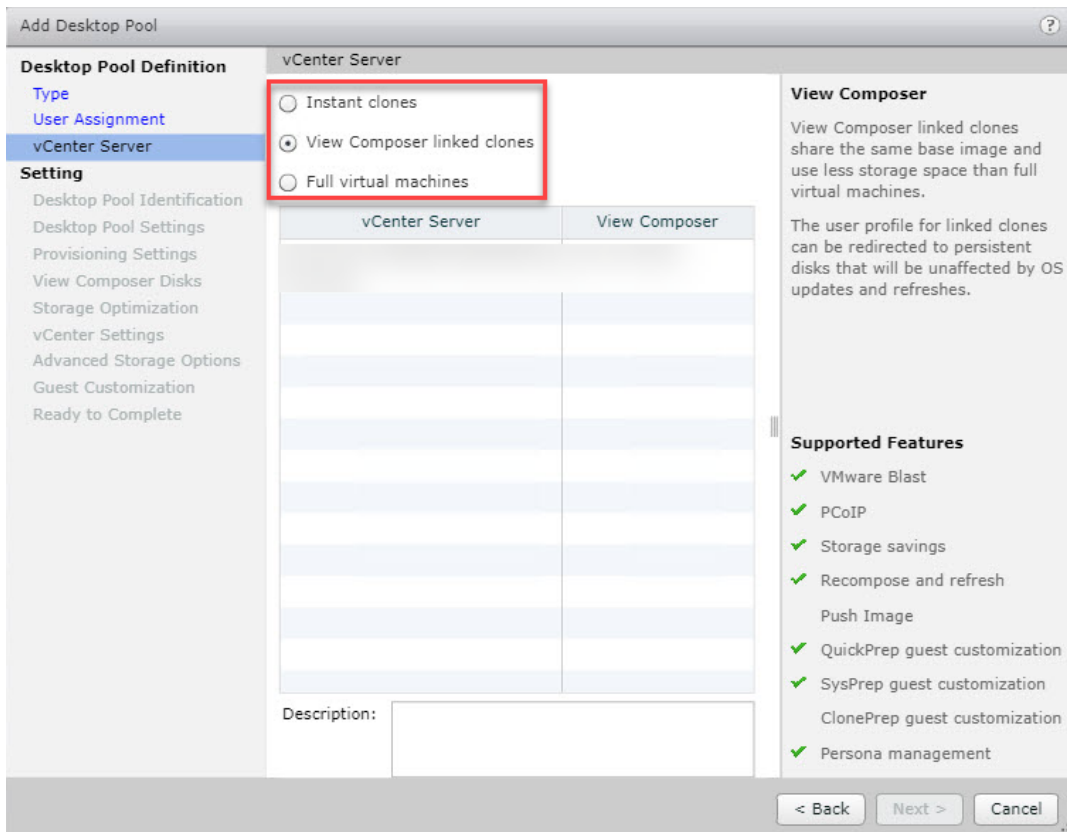 Add Desktop Pool
?
Desktop Pool Definition
Type
User Assignment
vCenter Server
Setting
Desktop Pool Identification
Desktop Pool Settings
Provisioning Settings
View Composer Disks
Storage Optimization
vCenter Settings
Advanced Storage Options
Guest Customization
Ready to Complete
vCenter Server
Instant clones
View Composer linked clones
Full virtual machines
vCenter Server View Composer
Description:
View Composer
View Composer linked clones
share the same base image and
use less storage space than full
virtual machines.
The user profile for linked clones
can be redirected to persistent
disks that will be unaffected by OS
updates and refreshes.
Supported Features
VMware Blast
PCoIP
Storage savings
Recompose and refresh
Push Image
QuickPrep guest customization
SysPrep guest customization
ClonePrep guest customization
Persona management
< Back Next > Cancel